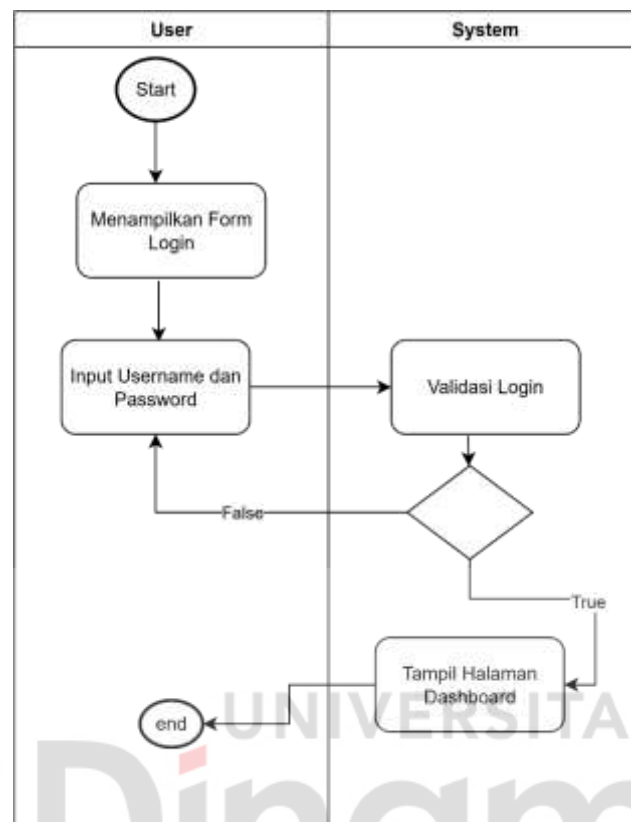 User
System
Start
Menampilkan Form
Login
Input Username dan
Password
Validasi Login
False
True
Tampil Halaman
Dashboard
end
UNIVERSITA
Dinam